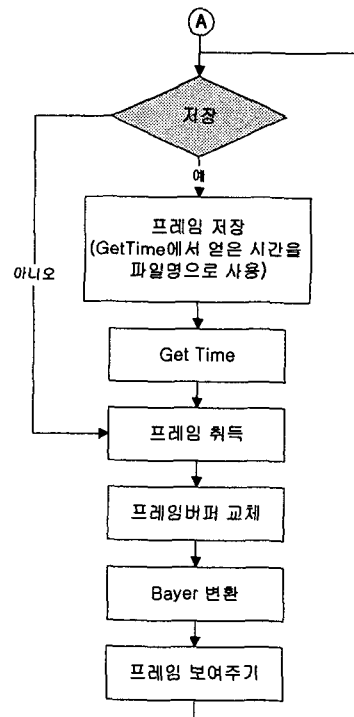 A
저장
예
프레임 저장
(GetTime에서 얻은 시간을
파일명으로 사용)
아니오
Get Time
프레임 취득
프레임버퍼 교체
Bayer 변환
프레임 보여주기